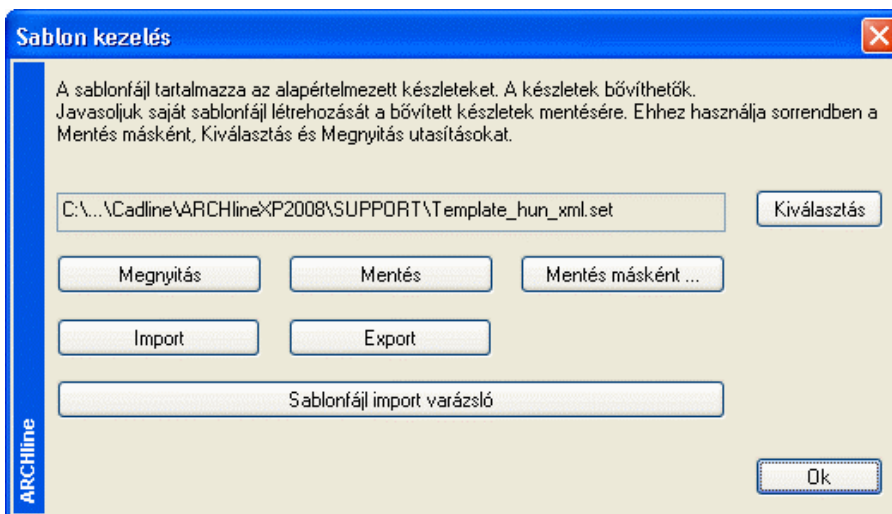 Sablon kezelés
A sablonfájl tartalmazza az alapértelmezett készleteket. A készletek bővíthetők.
Javasoljuk saját sablonfájl létrehozását a bővített készletek mentésére. Ehhez használja sorrendben a
Mentés másként, Kiválasztás és Megnyitás utasításokat.
C:\...\Cadline\ARCHlineXP2008\SUPPORT\Template_hun_xml.set
Kiválasztás
Megnyitás
Mentés
Mentés másként ...
Import
Export
Sablonfájl import varázsló
Ok
ARCHline